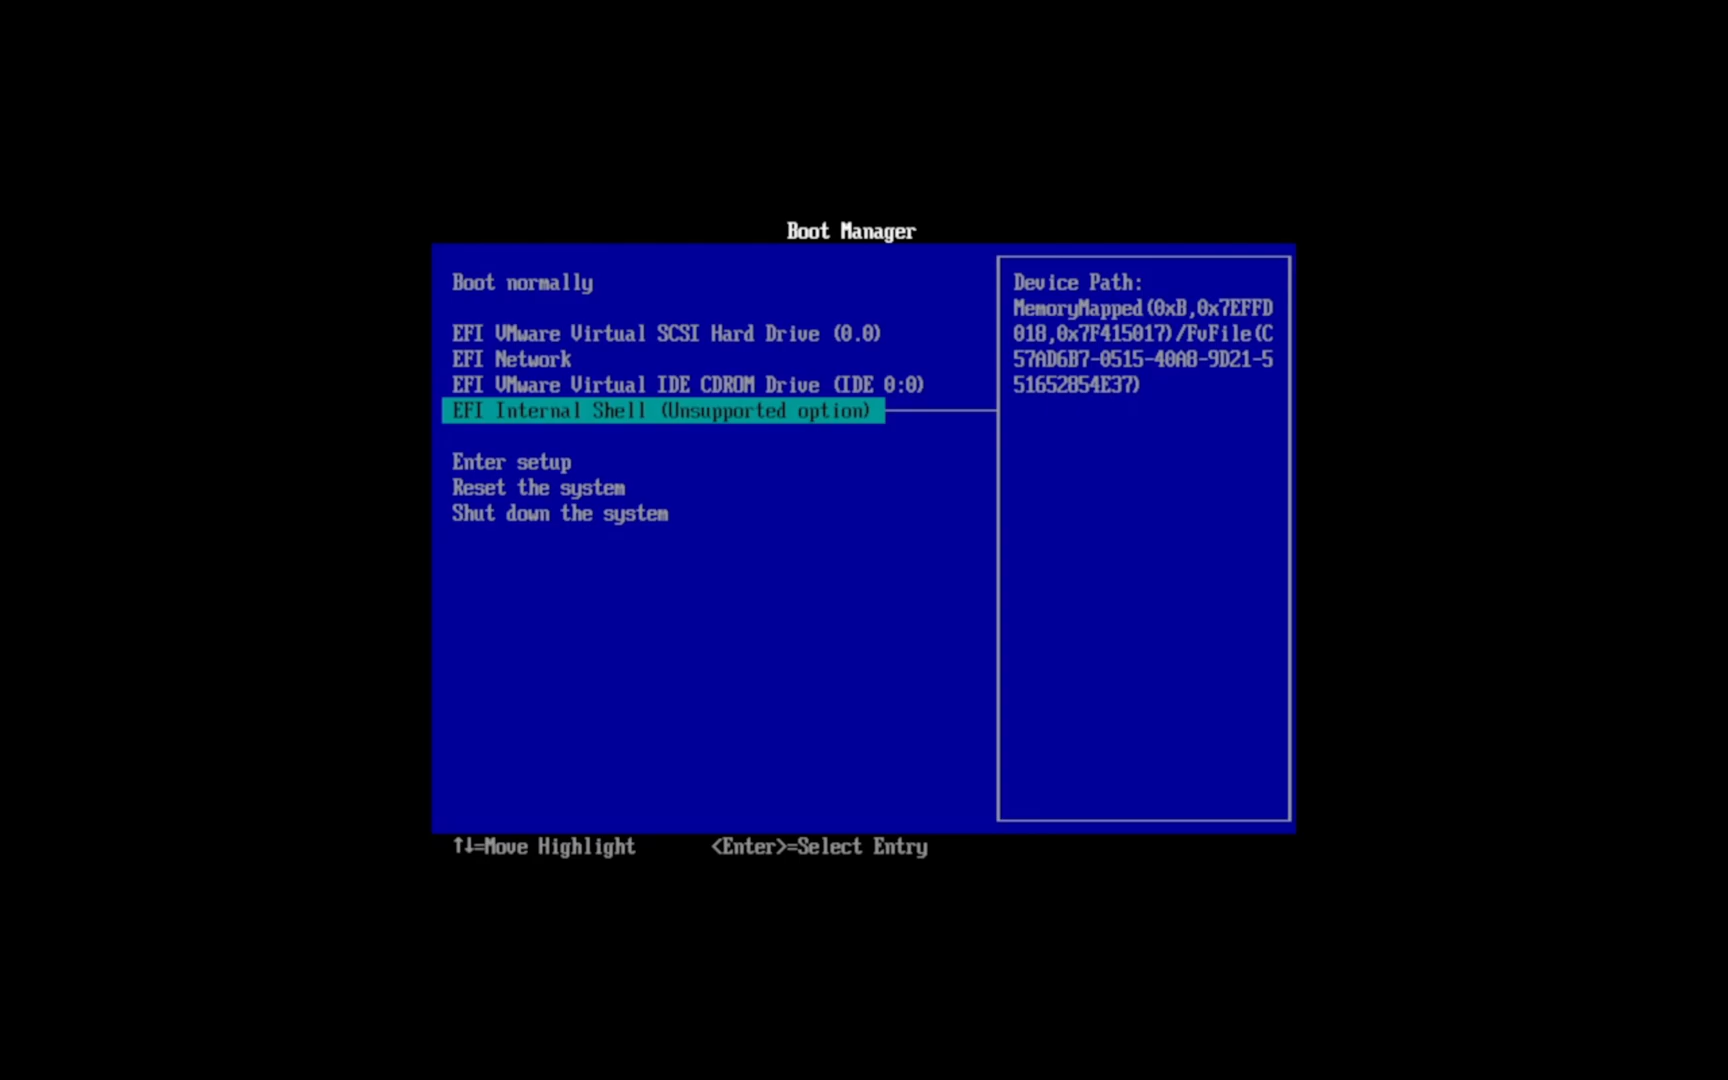 Boot Manager
Boot normally
EFI VMware Virtual SCSI Hard Drive (0.0)
EFI Network
EFI VMware Virtual IDE CDROM Drive (IDE 0:0)
EFI Internal Shell (Unsupported option)
Enter setup
Reset the system
Shut down the system
Device Path:
MemoryMapped(0xB,0x7EFFD
018,0x7F415017)/FvFile(C
57AD6B7-0515-40A8-9D21-5
51652854E37)
↑↓=Move Highlight
<Enter>=Select Entry